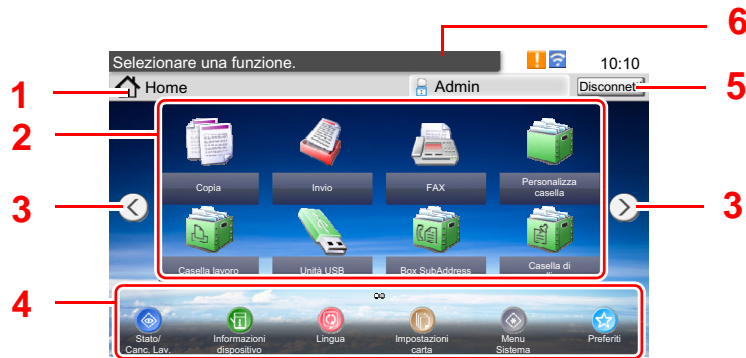 6
Selezionare una funzione.
10:10
1
Home
Admin
Disconnet
5
2
Copia
Invio
FAX
Personalizza
casella
3
3
Casella lavoro
Unità USB
Box SubAddress
Casella di
4
Stato/
Canc. Lav.
Informazioni
dispositivo
Lingua
Impostazioni
carta
Menu
Sistema
Preferiti